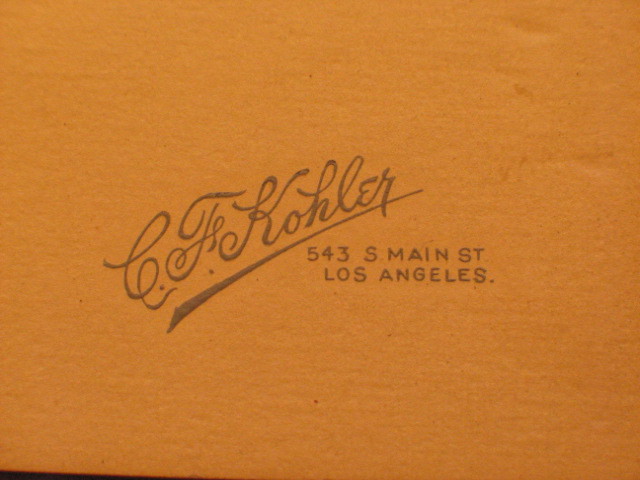 C. F. Kohler
543 S. MAIN ST
LOS ANGELES.